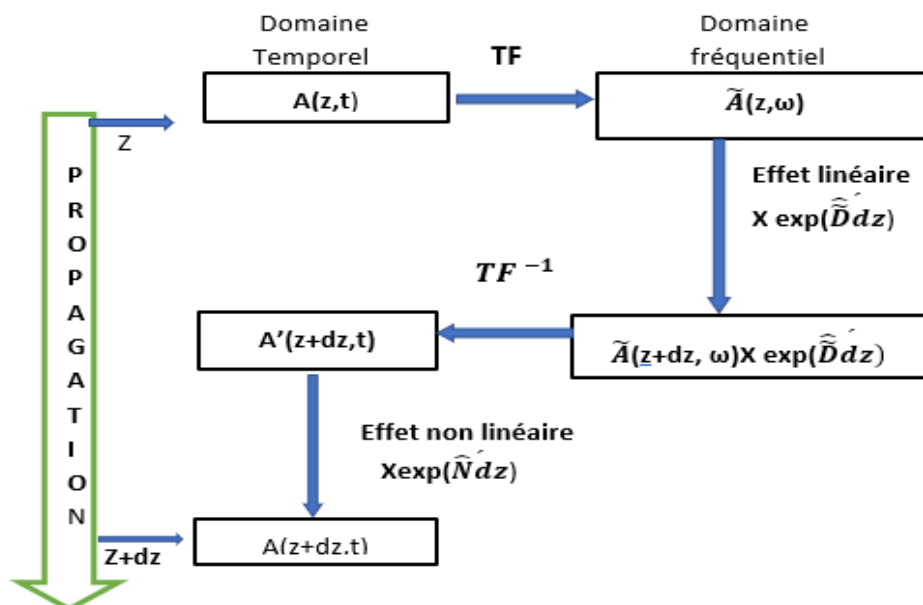 Domaine
Temporel
TF
Domaine
fréquentiel
A(z,t)
Ã(z,ω)
Z
PROPAGATION
Effet linéaire
X exp(D̂̃́dz)
TF ⁻¹
A’(z+dz,t)
Ã(z+dz, ω)X exp(D̂̃́dz)
Effet non linéaire
Xexp(N̂́dz)
Z+dz
A(z+dz.t)